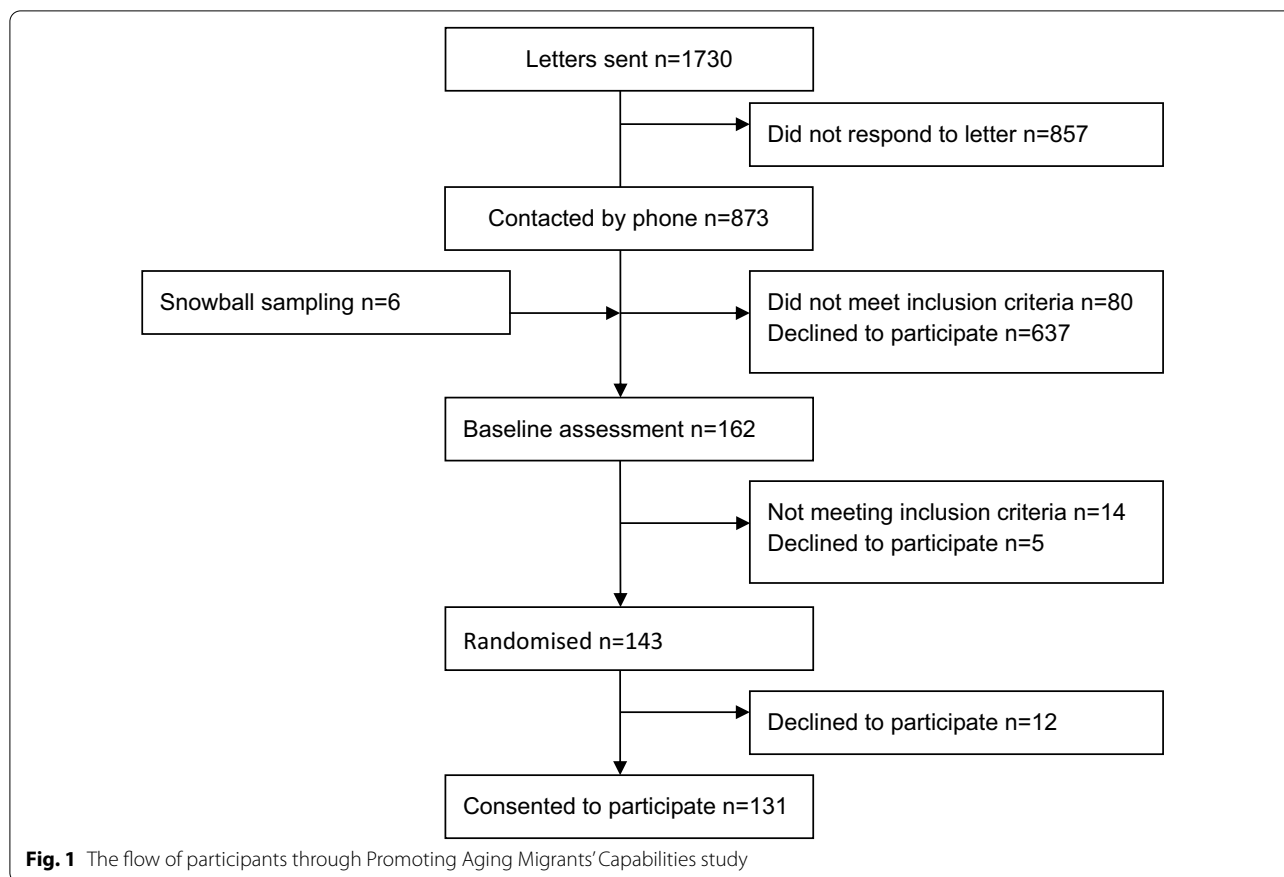 Letters sent n=1730
Did not respond to letter n=857
Contacted by phone n=873
Snowball sampling n=6
Did not meet inclusion criteria n=80
Declined to participate n=637
Baseline assessment n=162
Not meeting inclusion criteria n=14
Declined to participate n=5
Randomised n=143
Declined to participate n=12
Consented to participate n=131
Fig. 1 The flow of participants through Promoting Aging Migrants' Capabilities study